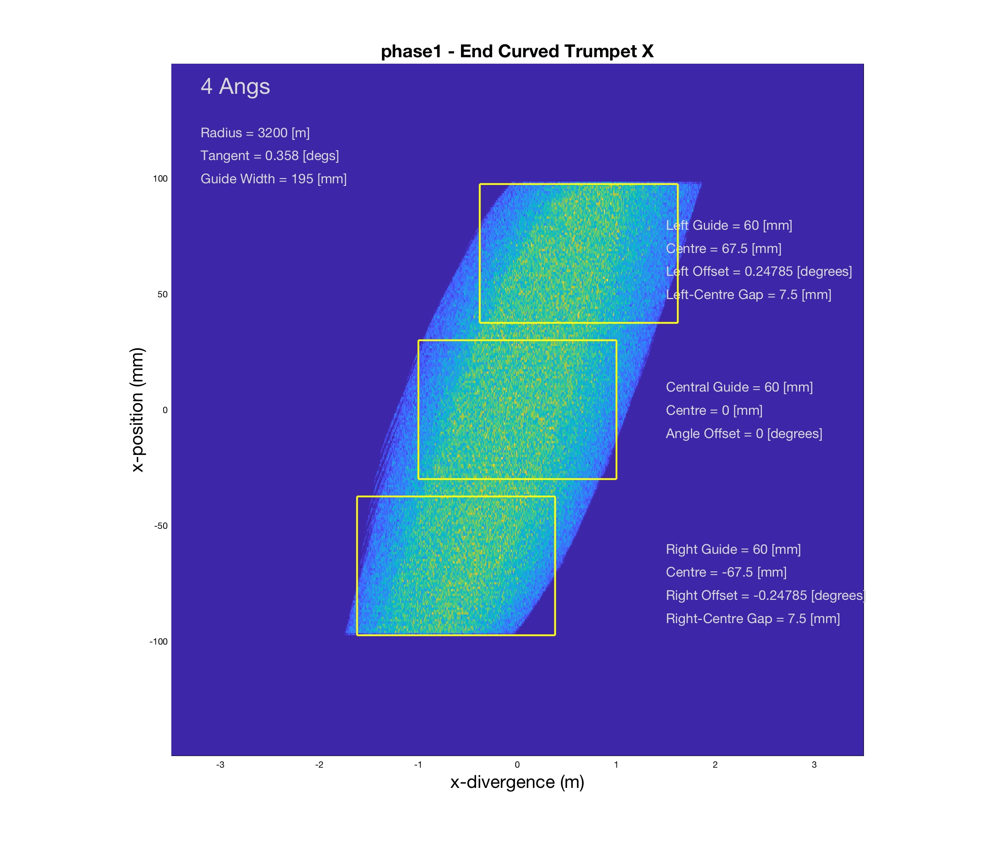 phase1 - End Curved Trumpet X
4 Angs
Radius = 3200 [m]
Tangent = 0.358 [degs]
Guide Width = 195 [mm]
Left Guide = 60 [mm]
Centre = 67.5 [mm]
Left Offset = 0.24785 [degrees]
Left-Centre Gap = 7.5 [mm]
Central Guide = 60 [mm]
Centre = 0 [mm]
Angle Offset = 0 [degrees]
Right Guide = 60 [mm]
Centre = -67.5 [mm]
Right Offset = -0.24785 [degrees]
Right-Centre Gap = 7.5 [mm]
x-position (mm)
100
50
0
-50
-100
-3 -2 -1 0 1 2 3
x-divergence (m)